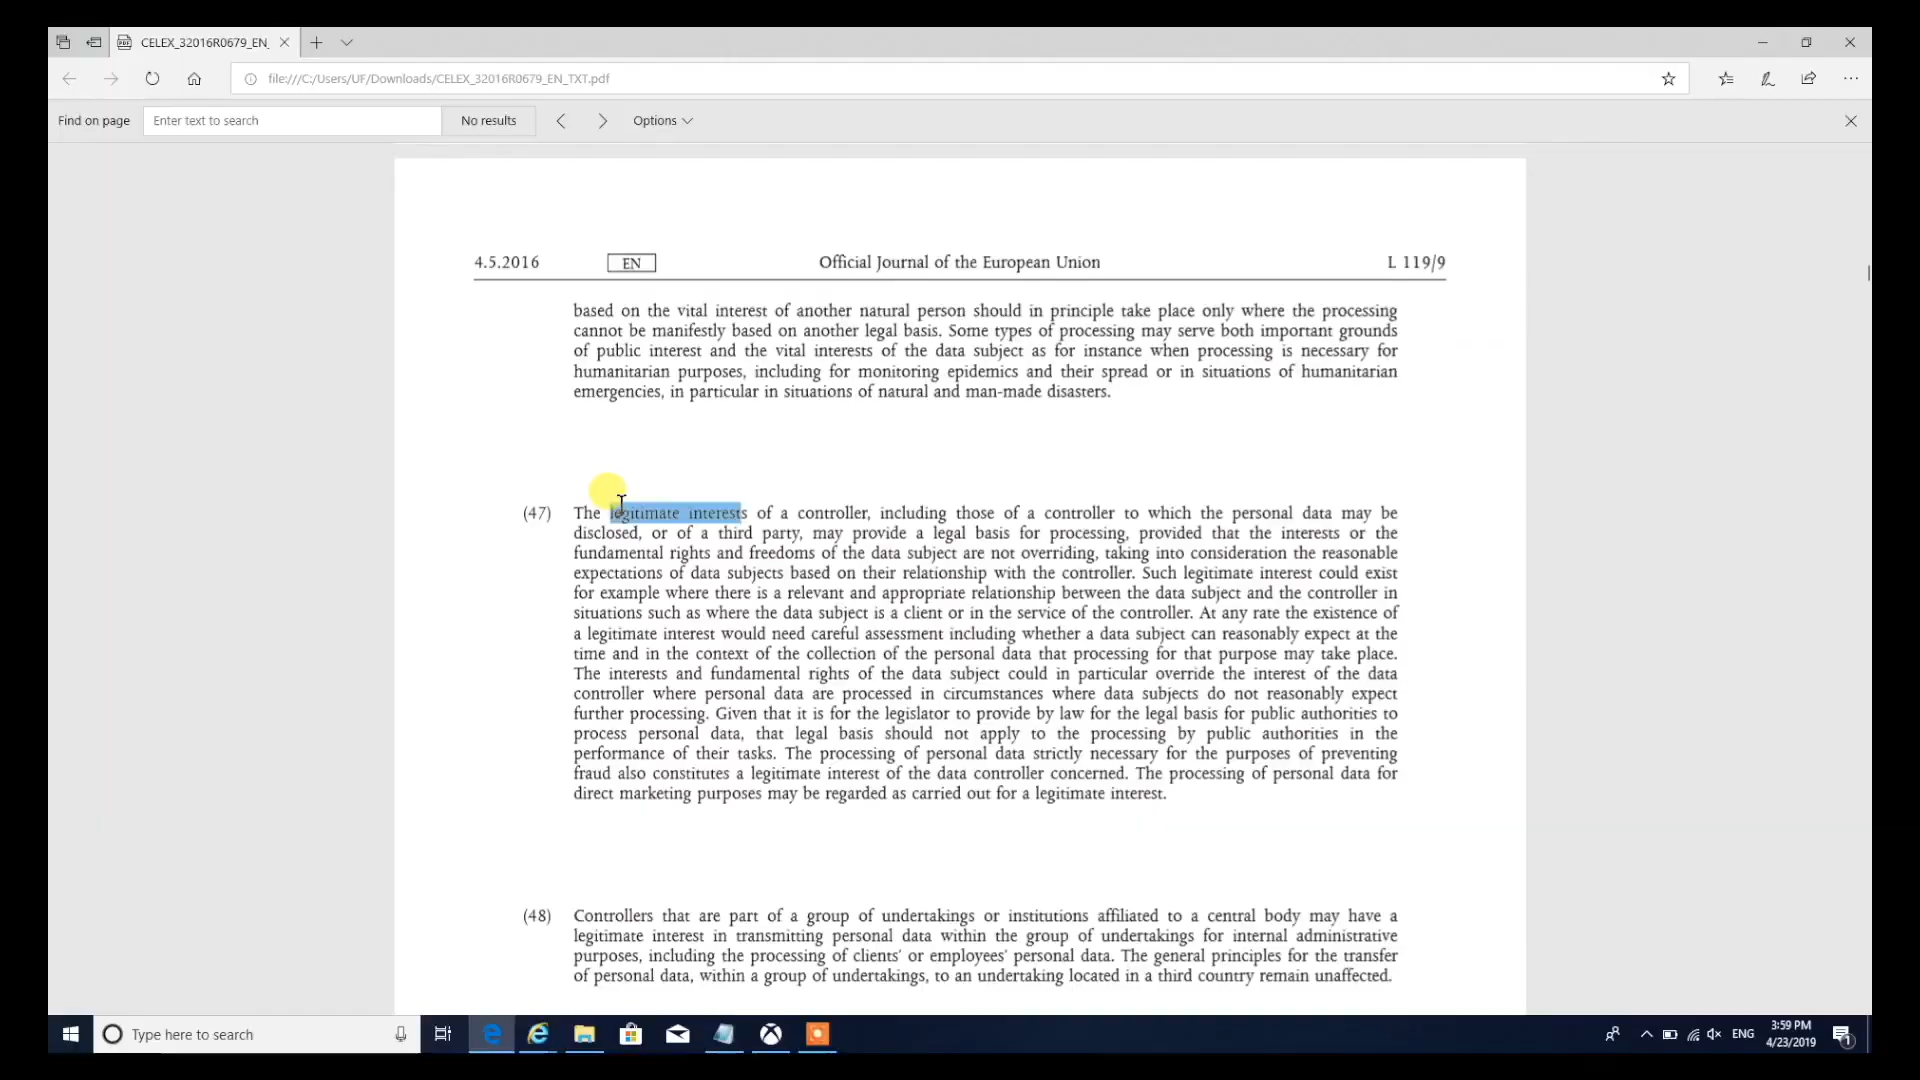 CELEX_32016R0679_EN_
file:///C:/Users/UF/Downloads/CELEX_32016R0679_EN_TXT.pdf
Find on page
Enter text to search
No results
Options
4.5.2016
EN
Official Journal of the European Union
L 119/9
based on the vital interest of another natural person should in principle take place only where the processing
cannot be manifestly based on another legal basis. Some types of processing may serve both important grounds
of public interest and the vital interests of the data subject as for instance when processing is necessary for
humanitarian purposes, including for monitoring epidemics and their spread or in situations of humanitarian
emergencies, in particular in situations of natural and man-made disasters.
(47) The legitimate interests of a controller, including those of a controller to which the personal data may be
disclosed, or of a third party, may provide a legal basis for processing, provided that the interests or the
fundamental rights and freedoms of the data subject are not overriding, taking into consideration the reasonable
expectations of data subjects based on their relationship with the controller. Such legitimate interest could exist
for example where there is a relevant and appropriate relationship between the data subject and the controller in
situations such as where the data subject is a client or in the service of the controller. At any rate the existence of
a legitimate interest would need careful assessment including whether a data subject can reasonably expect at the
time and in the context of the collection of the personal data that processing for that purpose may take place.
The interests and fundamental rights of the data subject could in particular override the interest of the data
controller where personal data are processed in circumstances where data subjects do not reasonably expect
further processing. Given that it is for the legislator to provide by law for the legal basis for public authorities to
process personal data, that legal basis should not apply to the processing by public authorities in the
performance of their tasks. The processing of personal data strictly necessary for the purposes of preventing
fraud also constitutes a legitimate interest of the data controller concerned. The processing of personal data for
direct marketing purposes may be regarded as carried out for a legitimate interest.
(48) Controllers that are part of a group of undertakings or institutions affiliated to a central body may have a
legitimate interest in transmitting personal data within the group of undertakings for internal administrative
purposes, including the processing of clients' or employees' personal data. The general principles for the transfer
of personal data, within a group of undertakings, to an undertaking located in a third country remain unaffected.
Type here to search
ENG
3:59 PM
4/23/2019
1